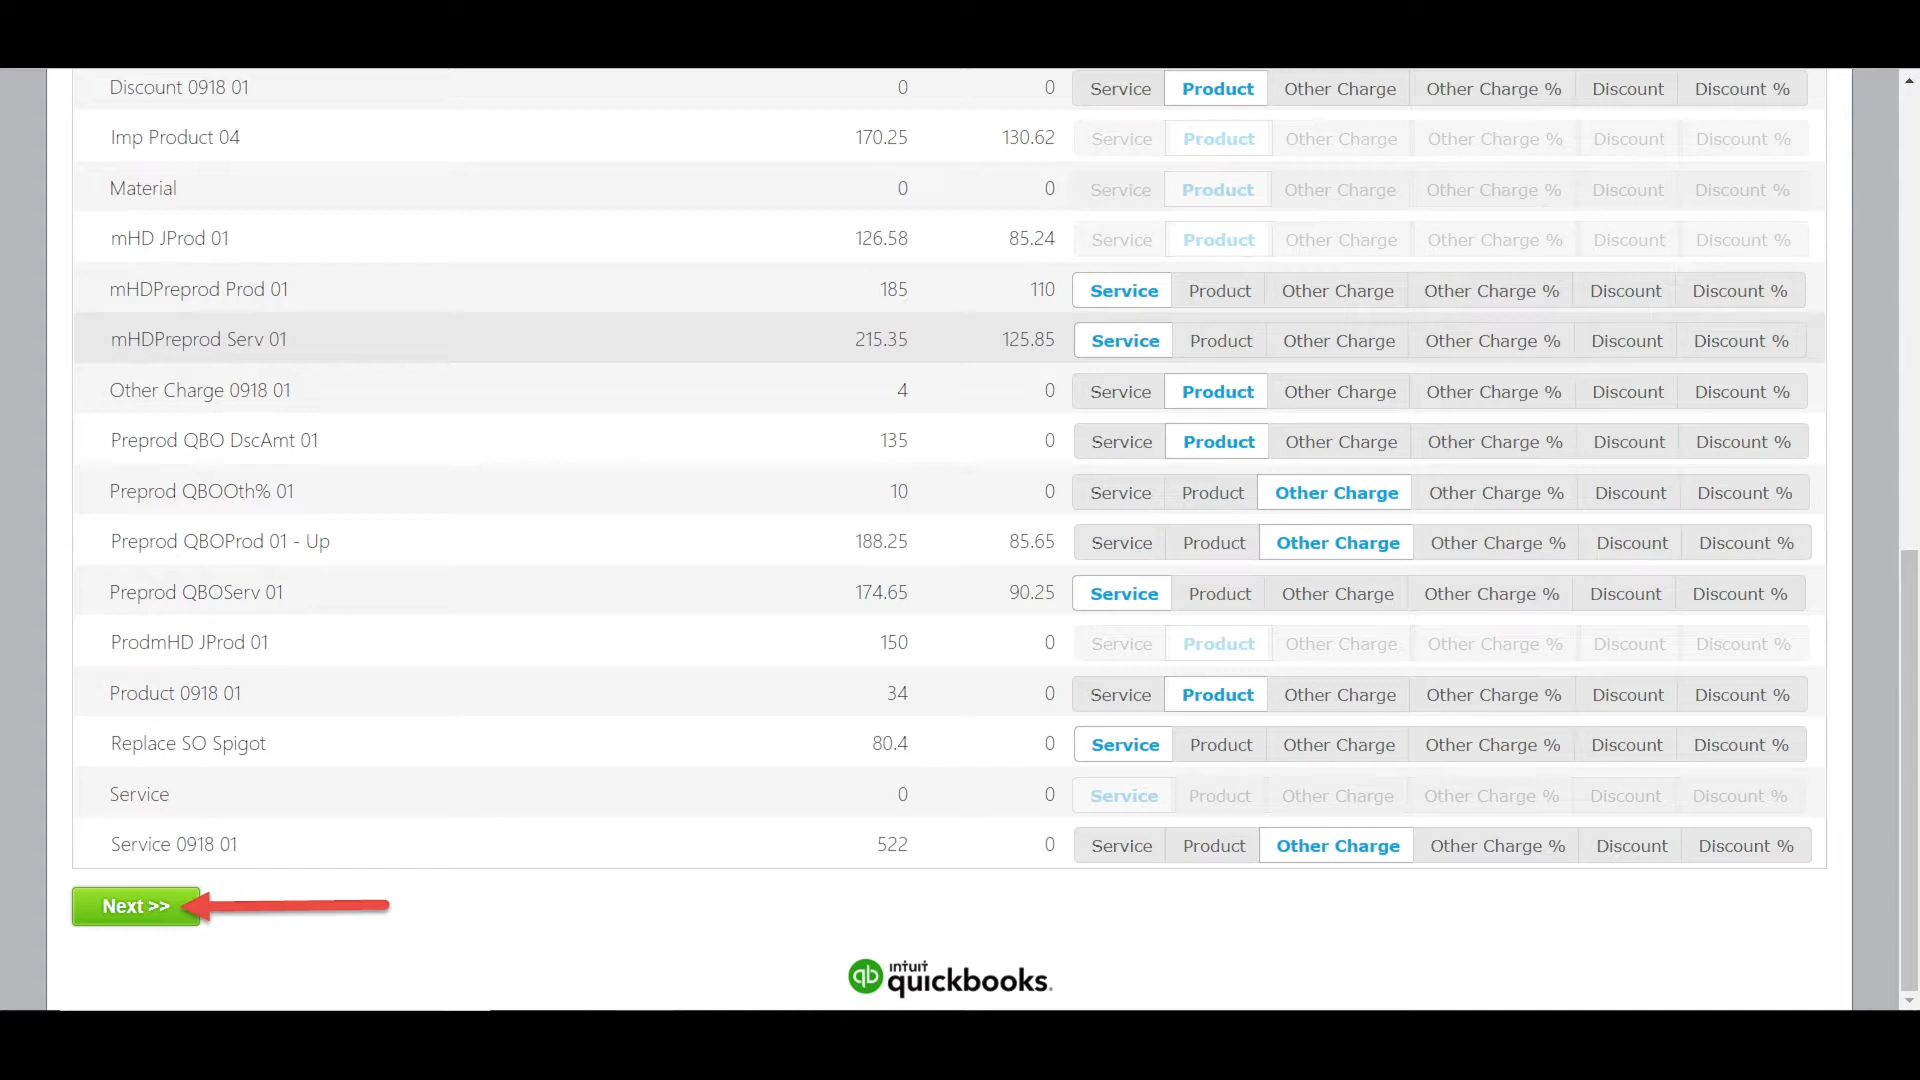 Discount 0918 01 0 0 Service Product Other Charge Other Charge % Discount Discount %
Imp Product 04 170.25 130.62 Service Product Other Charge Other Charge % Discount Discount %
Material 0 0 Service Product Other Charge Other Charge % Discount Discount %
mHD JProd 01 126.58 85.24 Service Product Other Charge Other Charge % Discount Discount %
mHDPreprod Prod 01 185 110 Service Product Other Charge Other Charge % Discount Discount %
mHDPreprod Serv 01 215.35 125.85 Service Product Other Charge Other Charge % Discount Discount %
Other Charge 0918 01 4 0 Service Product Other Charge Other Charge % Discount Discount %
Preprod QBO DscAmt 01 135 0 Service Product Other Charge Other Charge % Discount Discount %
Preprod QBOOth% 01 10 0 Service Product Other Charge Other Charge % Discount Discount %
Preprod QBOProd 01 - Up 188.25 85.65 Service Product Other Charge Other Charge % Discount Discount %
Preprod QBOServ 01 174.65 90.25 Service Product Other Charge Other Charge % Discount Discount %
ProdmHD JProd 01 150 0 Service Product Other Charge Other Charge % Discount Discount %
Product 0918 01 34 0 Service Product Other Charge Other Charge % Discount Discount %
Replace SO Spigot 80.4 0 Service Product Other Charge Other Charge % Discount Discount %
Service 0 0 Service Product Other Charge Other Charge % Discount Discount %
Service 0918 01 522 0 Service Product Other Charge Other Charge % Discount Discount %
Next >>
qb intuit
quickbooks.